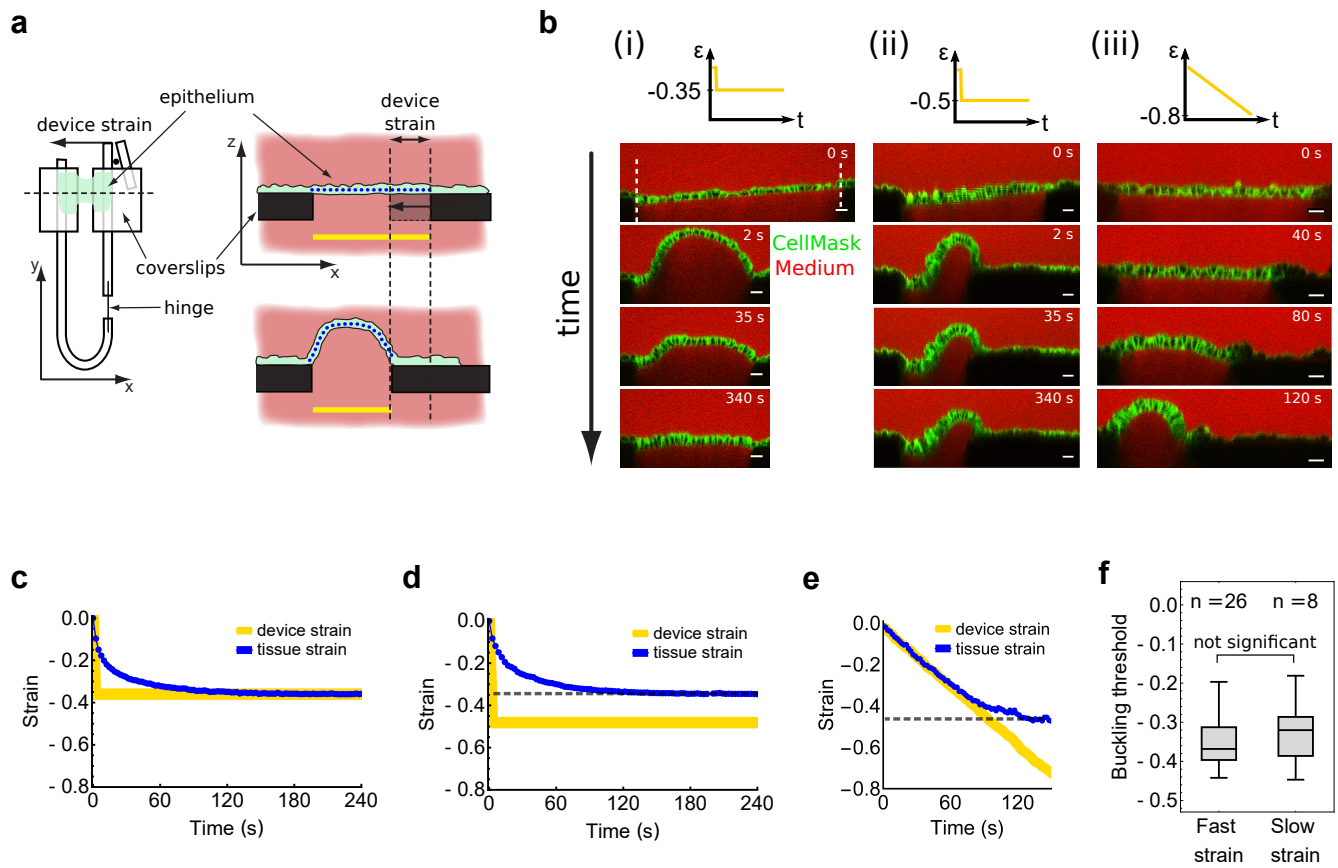 a
epithelium
device strain
device
strain
z
x
coverslips
y
hinge
x
b
(i)
ε
-0.35
t
(ii)
ε
-0.5
t
(iii)
ε
-0.8
t
time
0 s
2 s
35 s
340 s
CellMask
Medium
0 s
2 s
35 s
340 s
0 s
40 s
80 s
120 s
c
Strain
0.0
- 0.2
- 0.4
- 0.6
- 0.8
device strain
tissue strain
0 60 120 180 240
Time (s)
d
Strain
0.0
- 0.2
- 0.4
- 0.6
- 0.8
device strain
tissue strain
0 60 120 180 240
Time (s)
e
Strain
0.0
−0.2
−0.4
−0.6
−0.8
device strain
tissue strain
0 60 120
Time (s)
f
Buckling threshold
0.0
- 0.1
- 0.2
- 0.3
- 0.4
- 0.5
n =26 n =8
not significant
Fast
strain
Slow
strain